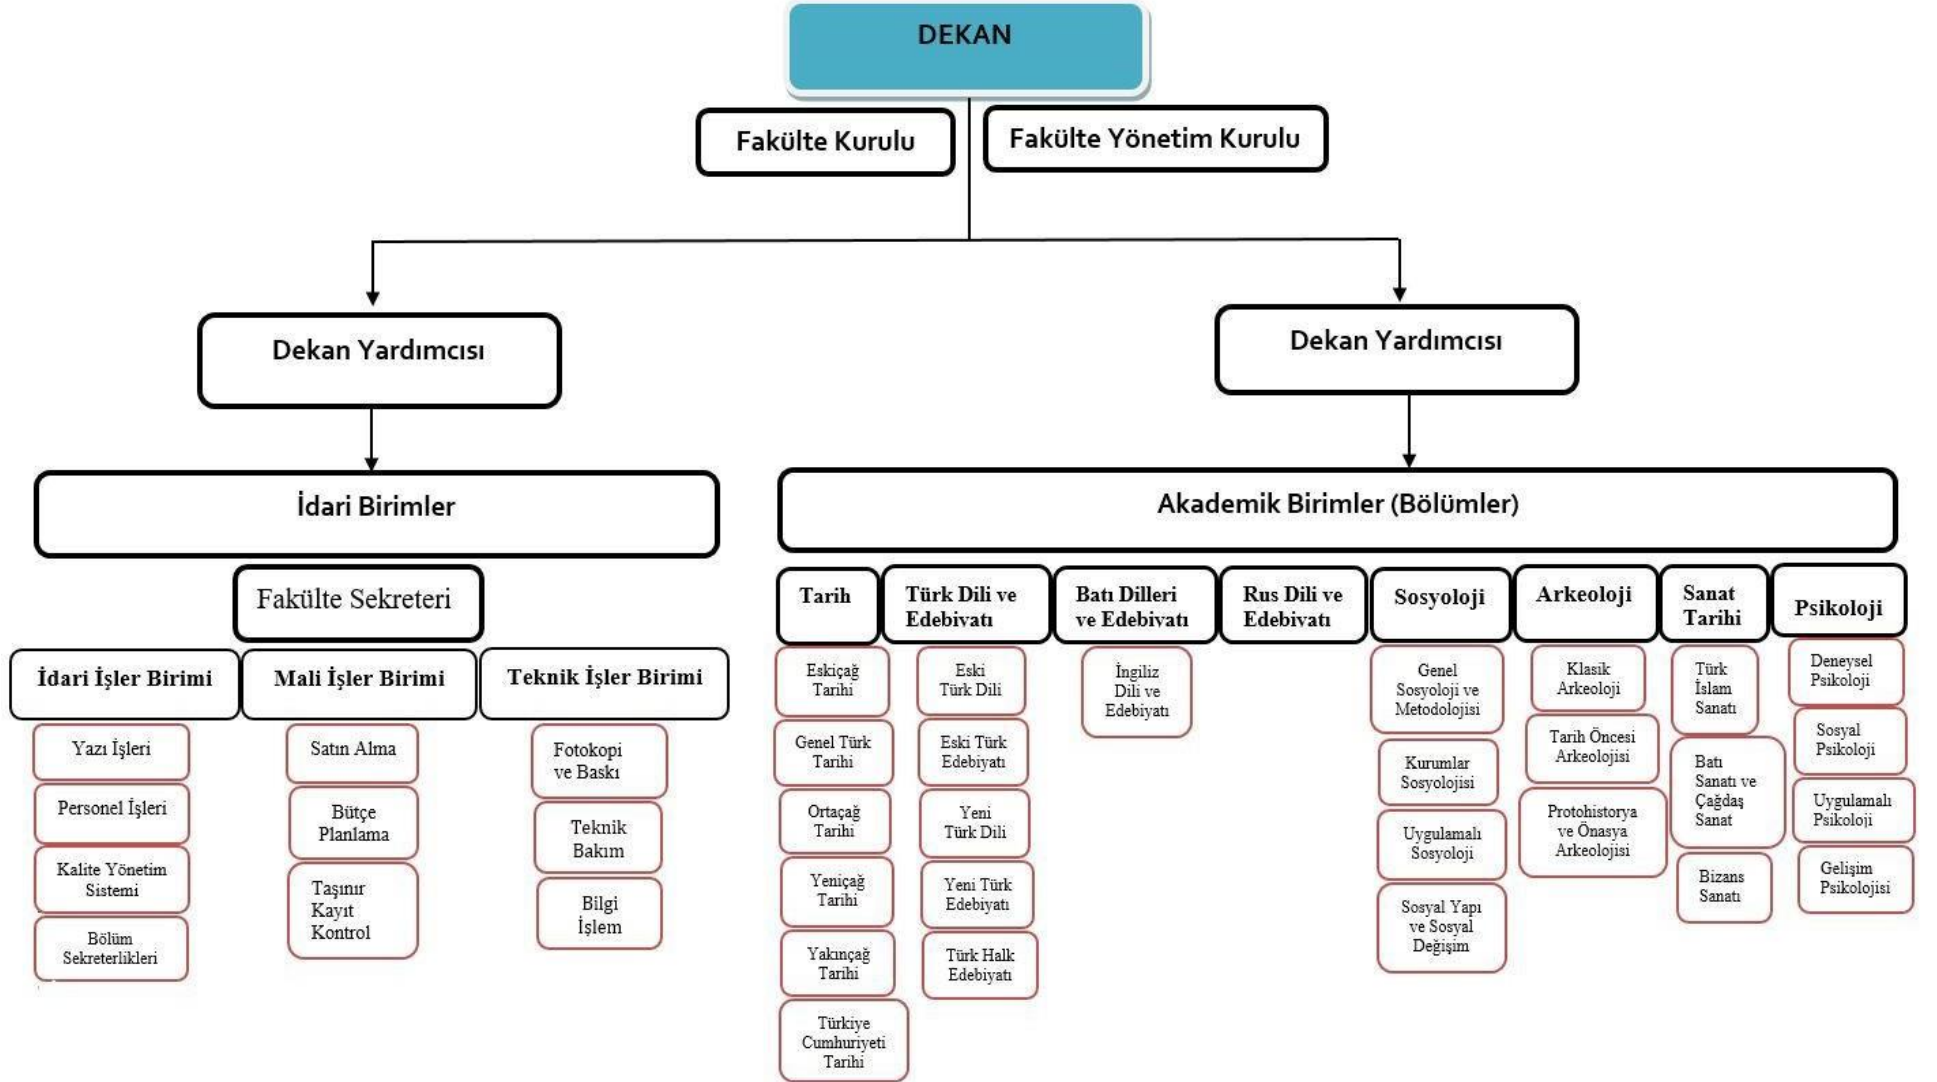 DEKAN
Fakülte Kurulu
Fakülte Yönetim Kurulu
Dekan Yardımcısı
Dekan Yardımcısı
İdari Birimler
Akademik Birimler (Bölümler)
Fakülte Sekreteri
İdari İşler Birimi
Mali İşler Birimi
Teknik İşler Birimi
Yazı İşleri
Personel İşleri
Kalite Yönetim
Sistemi
Bölüm
Sekreterlikleri
Satın Alma
Bütçe
Planlama
Taşınır
Kayıt
Kontrol
Fotokopi
ve Baskı
Teknik
Bakım
Bilgi
İşlem
Tarih
Eskiçağ
Tarihi
Genel Türk
Tarihi
Ortaçağ
Tarihi
Yeniçağ
Tarihi
Yakınçağ
Tarihi
Türkiye
Cumhuriyeti
Tarihi
Türk Dili ve
Edebiyatı
Eski
Türk Dili
Eski Türk
Edebiyatı
Yeni
Türk Dili
Yeni Türk
Edebiyatı
Türk Halk
Edebiyatı
Batı Dilleri
ve Edebiyatı
İngiliz
Dili ve
Edebiyatı
Rus Dili ve
Edebiyatı
Sosyoloji
Genel
Sosyoloji ve
Metodolojisi
Kurumlar
Sosyolojisi
Uygulamalı
Sosyoloji
Sosyal Yapı
ve Sosyal
Değişim
Arkeoloji
Klasik
Arkeoloji
Tarih Öncesi
Arkeolojisi
Protohistorya
ve Önasya
Arkeolojisi
Sanat
Tarihi
Türk
İslam
Sanatı
Batı
Sanatı ve
Çağdaş
Sanat
Bizans
Sanatı
Psikoloji
Deneysel
Psikoloji
Sosyal
Psikoloji
Uygulamalı
Psikoloji
Gelişim
Psikolojisi